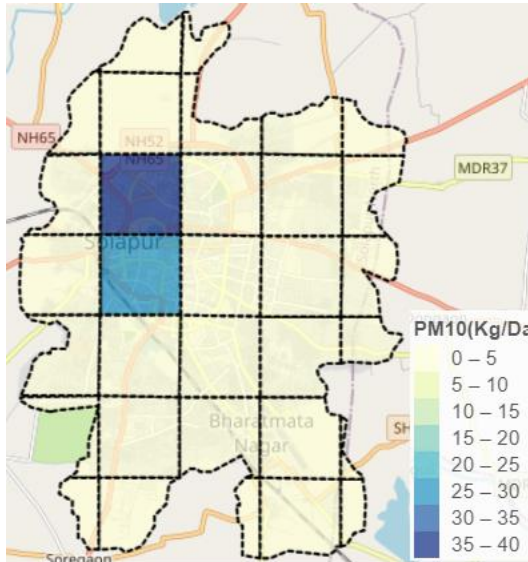 NH65
NH52
NH65
MDR37
Solapur
PM10(Kg/Da
0 – 5
5 – 10
10 – 15
15 – 20
20 – 25
25 – 30
30 – 35
35 – 40
Bharatmata
Nagar
SH
Soregaon